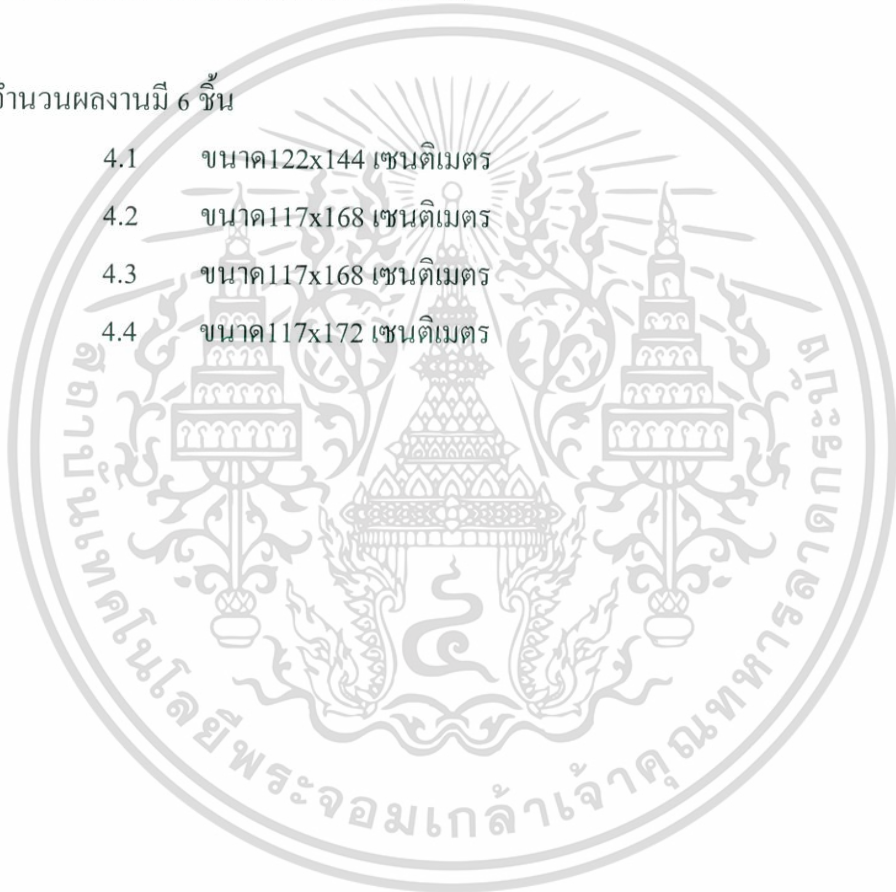 จำนวนผลงานมี 6 ชิ้น
4.1 ขนาด122x144 เซนติเมตร
4.2 ขนาด117x168 เซนติเมตร
4.3 ขนาด117x168 เซนติเมตร
4.4 ขนาด117x172 เซนติเมตร
สถาบันเทคโนโลยีพระจอมเกล้าเจ้าคุณทหารลาดกระบัง